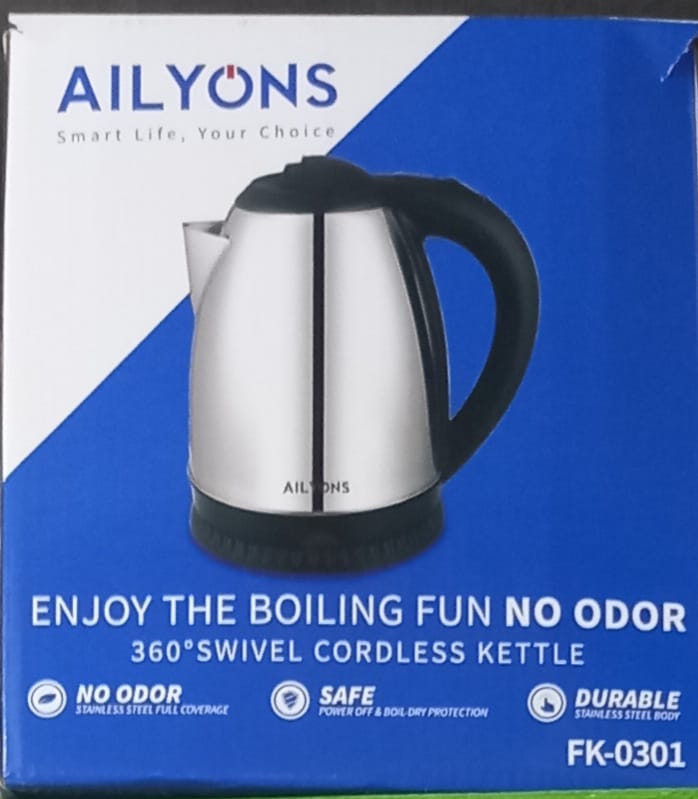 AILYONS
Smart Life, Your Choice
AILYONS
ENJOY THE BOILING FUN NO ODOR
360°SWIVEL CORDLESS KETTLE
NO ODOR
STAINLESS STEEL FULL COVERAGE
SAFE
POWER OFF & BOIL-DRY PROTECTION
DURABLE
STAINLESS STEEL BODY
FK-0301